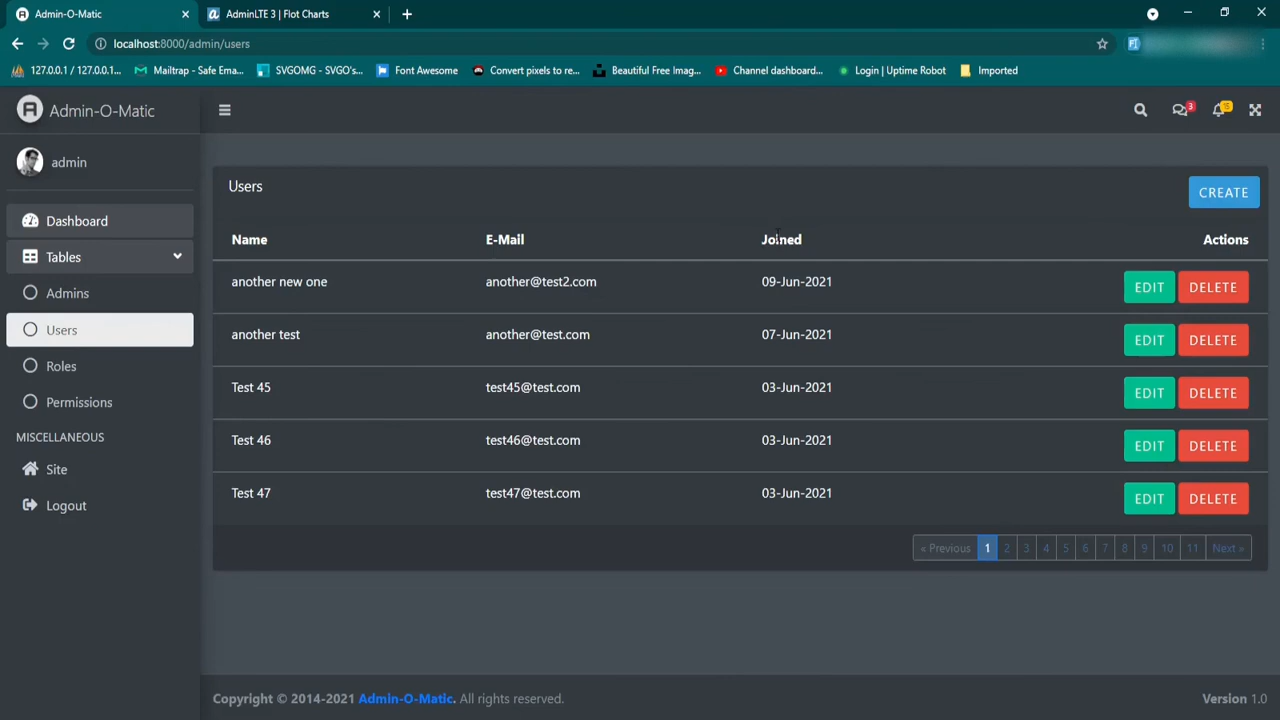 Admin-O-Matic
AdminLTE 3 | Flot Charts
localhost:8000/admin/users
127.0.0.1 / 127.0.0.1... Mailtrap - Safe Ema... SVGOMG - SVGO's... Font Awesome Convert pixels to re... Beautiful Free Imag... Channel dashboard... Login | Uptime Robot Imported
Admin-O-Matic
3
admin
Users
CREATE
Dashboard
Tables
Admins
Users
Roles
Permissions
MISCELLANEOUS
Site
Logout
Name E-Mail Joined Actions
another new one another@test2.com 09-Jun-2021 EDIT DELETE
another test another@test.com 07-Jun-2021 EDIT DELETE
Test 45 test45@test.com 03-Jun-2021 EDIT DELETE
Test 46 test46@test.com 03-Jun-2021 EDIT DELETE
Test 47 test47@test.com 03-Jun-2021 EDIT DELETE
« Previous 1 2 3 4 5 6 7 8 9 10 11 Next »
Copyright © 2014-2021 Admin-O-Matic. All rights reserved.
Version 1.0